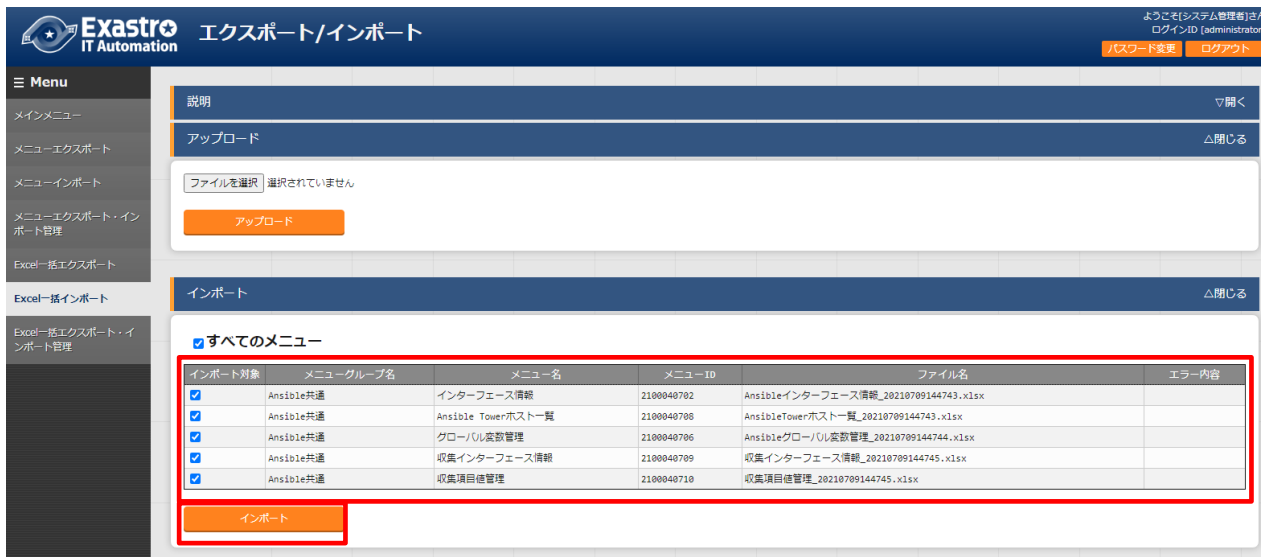 Exastro
IT Automation
エクスポート/インポート
ようこそ[システム管理者]さん
ログインID [administrator
パスワード変更 ログアウト
Menu
メインメニュー
メニューエクスポート
メニューインポート
メニューエクスポート・イン
ポート管理
Excel一括エクスポート
Excel一括インポート
Excel一括エクスポート・イ
ンポート管理
説明 ▽開く
アップロード △閉じる
ファイルを選択 選択されていません
アップロード
インポート △閉じる
すべてのメニュー
インポート対象 メニューグループ名 メニュー名 メニューID ファイル名 エラー内容
Ansible共通 インターフェース情報 2100040702 Ansibleインターフェース情報_20210709144743.xlsx
Ansible共通 Ansible Towerホスト一覧 2100040708 AnsibleTowerホスト一覧_20210709144743.xlsx
Ansible共通 グローバル変数管理 2100040706 Ansibleグローバル変数管理_20210709144744.xlsx
Ansible共通 収集インターフェース情報 2100040709 収集インターフェース情報_20210709144745.xlsx
Ansible共通 収集項目値管理 2100040710 収集項目値管理_20210709144745.xlsx
インポート